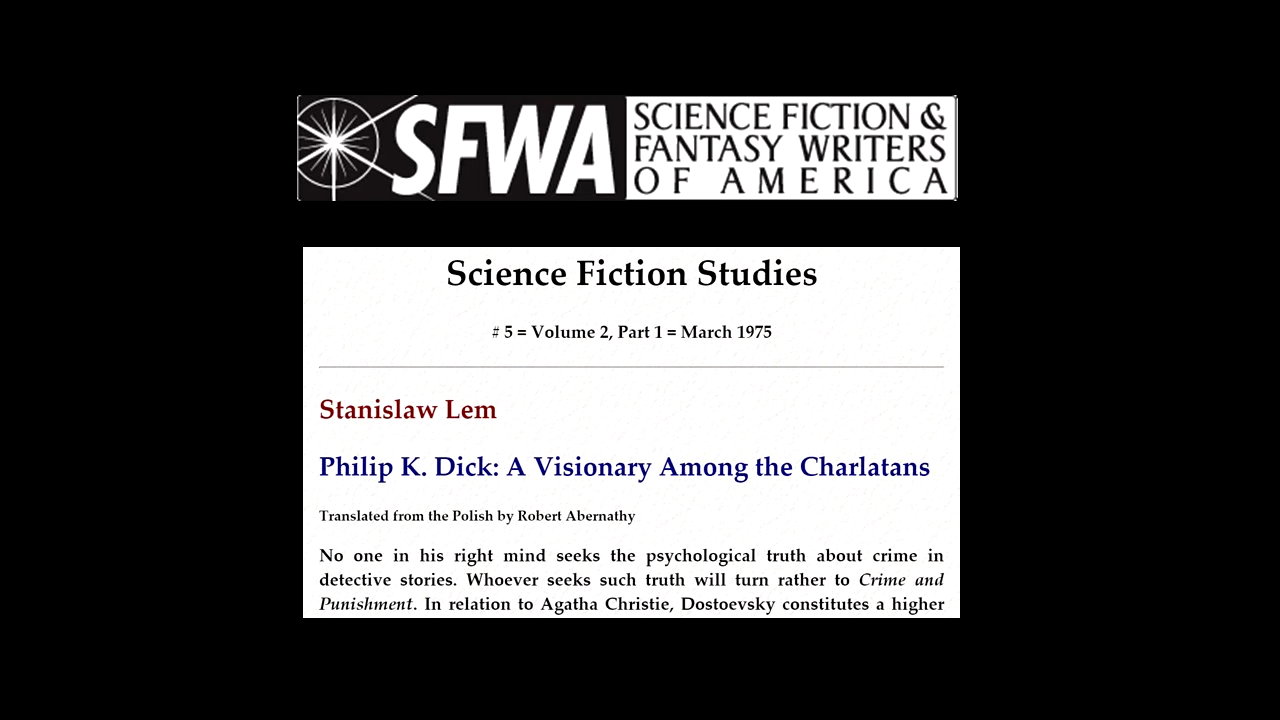 SFWA
SCIENCE FICTION &
FANTASY WRITERS
OF AMERICA
Science Fiction Studies
# 5 = Volume 2, Part 1 = March 1975
Stanislaw Lem
Philip K. Dick: A Visionary Among the Charlatans
Translated from the Polish by Robert Abernathy
No one in his right mind seeks the psychological truth about crime in
detective stories. Whoever seeks such truth will turn rather to Crime and
Punishment. In relation to Agatha Christie, Dostoevsky constitutes a higher